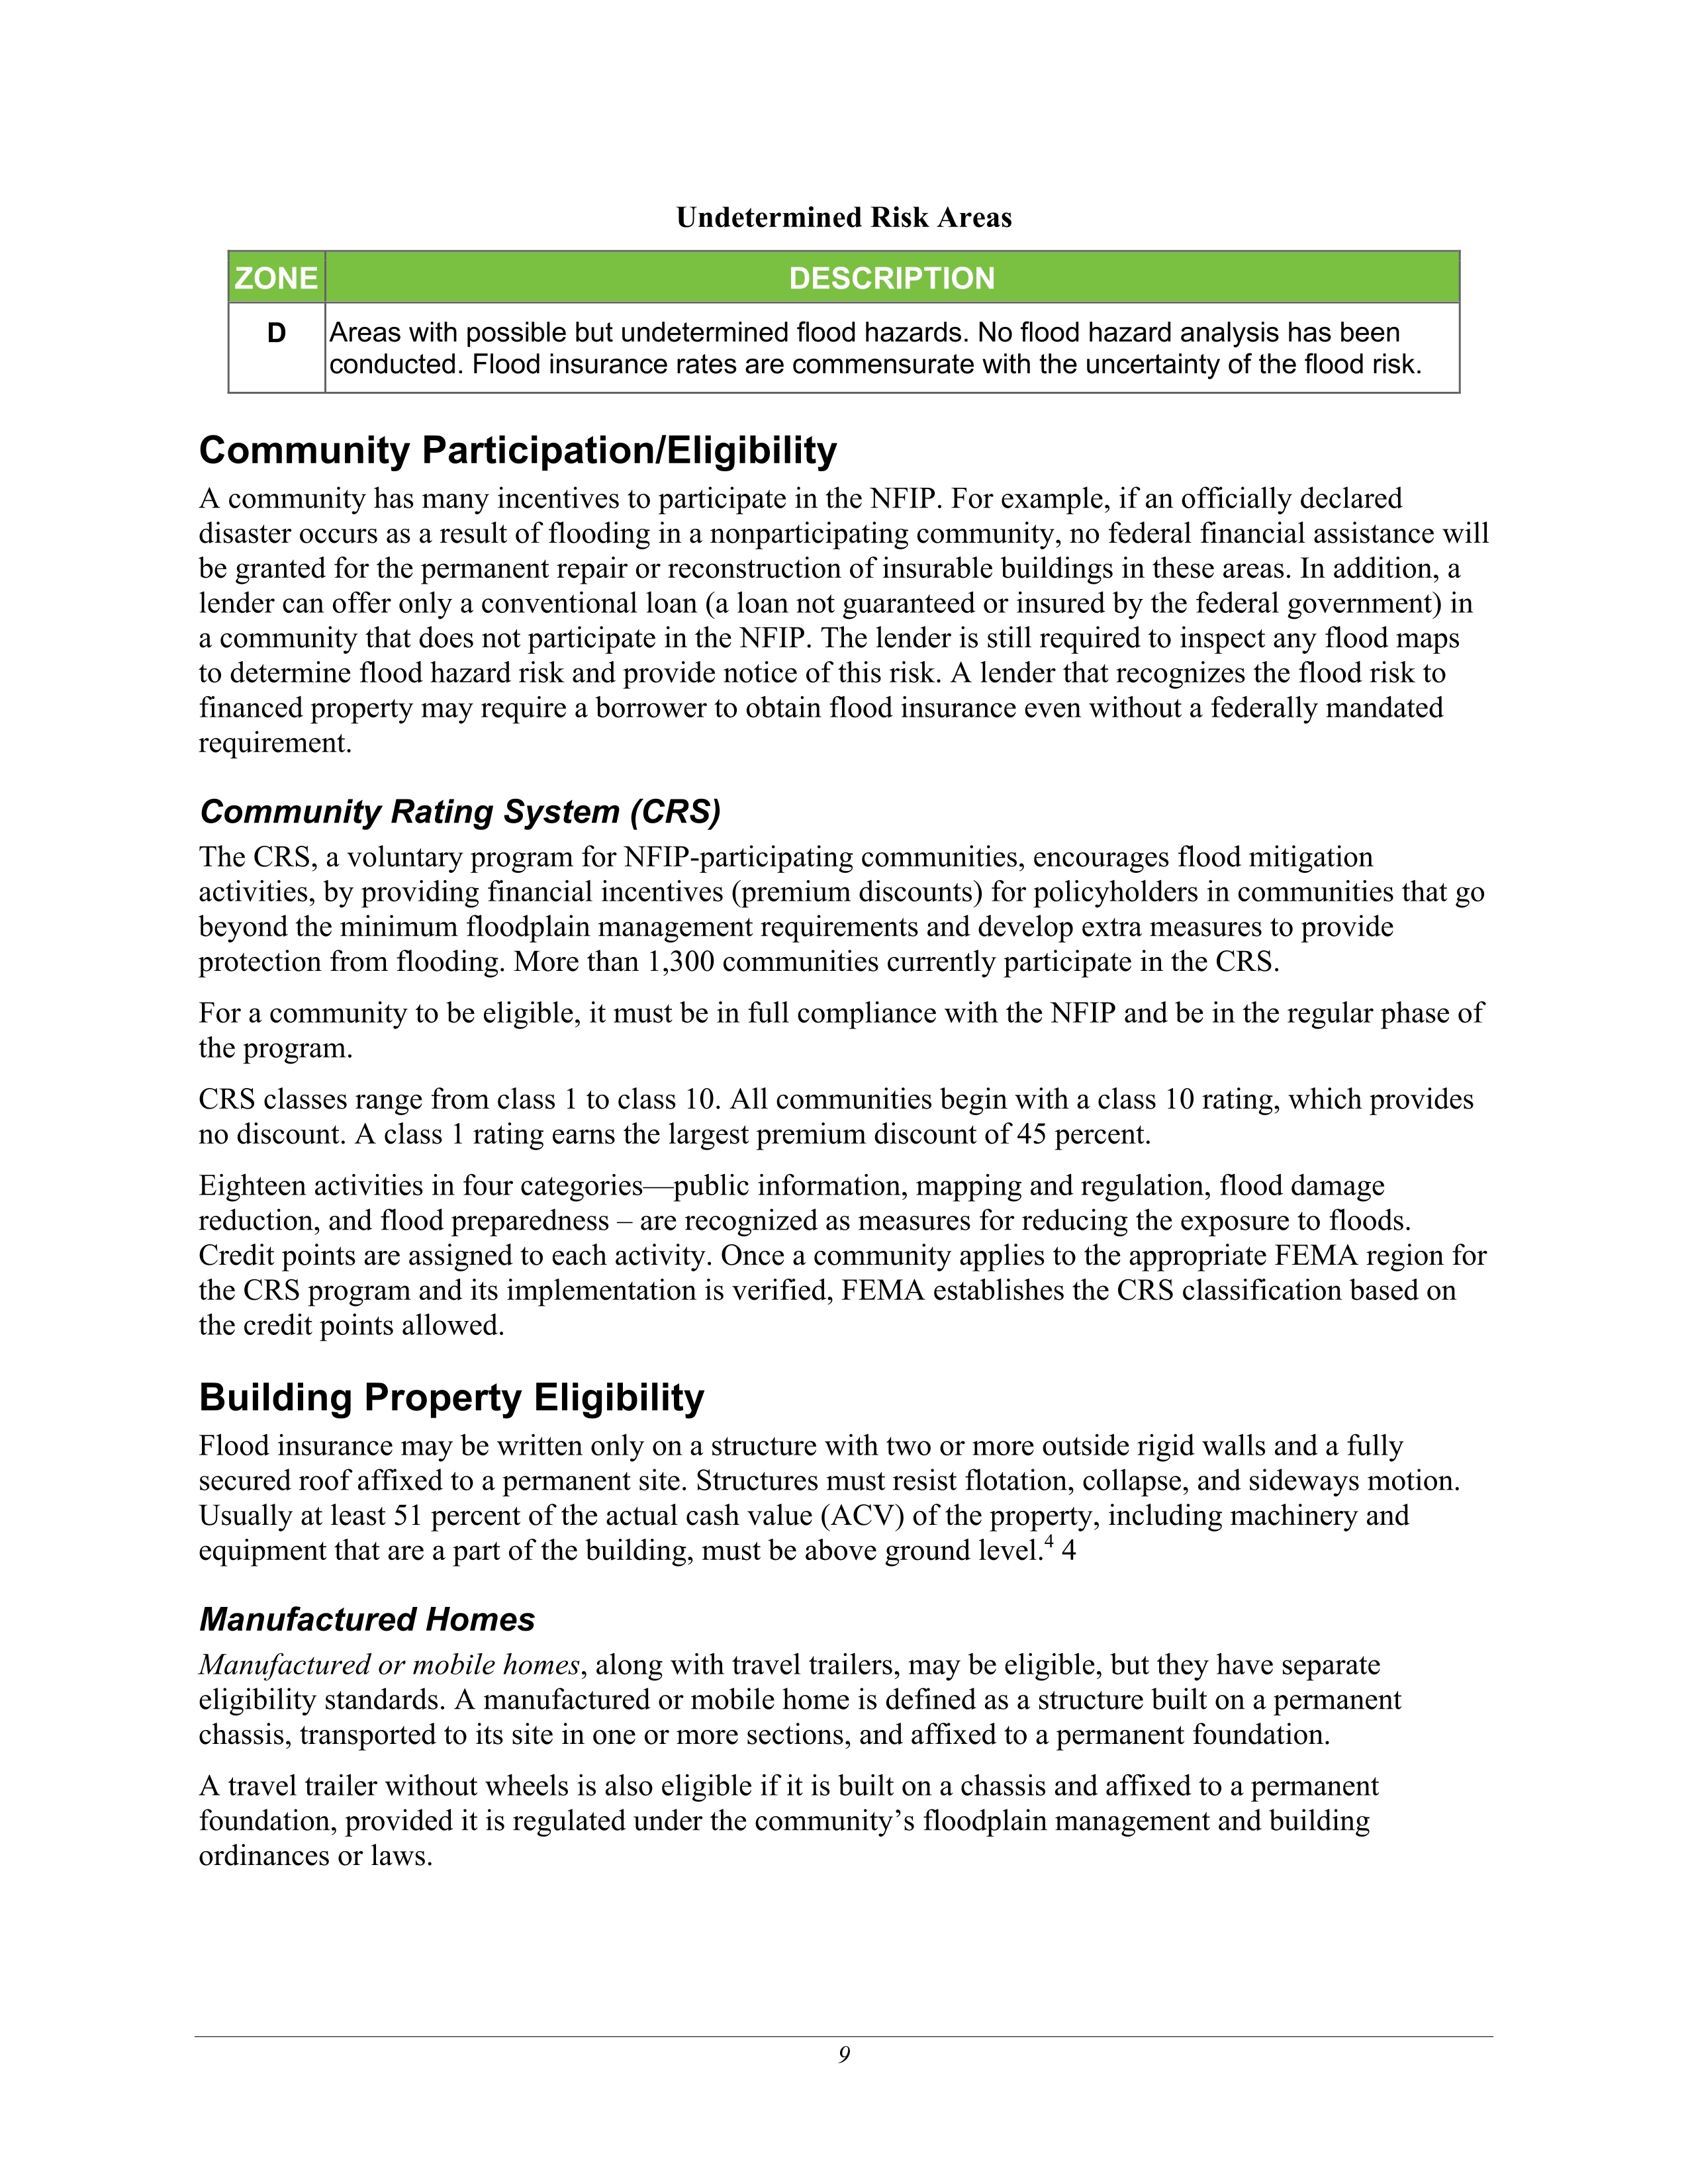 Undetermined Risk Areas
ZONE DESCRIPTION
D Areas with possible but undetermined flood hazards. No flood hazard analysis has been
conducted. Flood insurance rates are commensurate with the uncertainty of the flood risk.
Community Participation/Eligibility
A community has many incentives to participate in the NFIP. For example, if an officially declared
disaster occurs as a result of flooding in a nonparticipating community, no federal financial assistance will
be granted for the permanent repair or reconstruction of insurable buildings in these areas. In addition, a
lender can offer only a conventional loan (a loan not guaranteed or insured by the federal government) in
a community that does not participate in the NFIP. The lender is still required to inspect any flood maps
to determine flood hazard risk and provide notice of this risk. A lender that recognizes the flood risk to
financed property may require a borrower to obtain flood insurance even without a federally mandated
requirement.
Community Rating System (CRS)
The CRS, a voluntary program for NFIP-participating communities, encourages flood mitigation
activities, by providing financial incentives (premium discounts) for policyholders in communities that go
beyond the minimum floodplain management requirements and develop extra measures to provide
protection from flooding. More than 1,300 communities currently participate in the CRS.
For a community to be eligible, it must be in full compliance with the NFIP and be in the regular phase of
the program.
CRS classes range from class 1 to class 10. All communities begin with a class 10 rating, which provides
no discount. A class 1 rating earns the largest premium discount of 45 percent.
Eighteen activities in four categories—public information, mapping and regulation, flood damage
reduction, and flood preparedness – are recognized as measures for reducing the exposure to floods.
Credit points are assigned to each activity. Once a community applies to the appropriate FEMA region for
the CRS program and its implementation is verified, FEMA establishes the CRS classification based on
the credit points allowed.
Building Property Eligibility
Flood insurance may be written only on a structure with two or more outside rigid walls and a fully
secured roof affixed to a permanent site. Structures must resist flotation, collapse, and sideways motion.
Usually at least 51 percent of the actual cash value (ACV) of the property, including machinery and
equipment that are a part of the building, must be above ground level.4 4
Manufactured Homes
Manufactured or mobile homes, along with travel trailers, may be eligible, but they have separate
eligibility standards. A manufactured or mobile home is defined as a structure built on a permanent
chassis, transported to its site in one or more sections, and affixed to a permanent foundation.
A travel trailer without wheels is also eligible if it is built on a chassis and affixed to a permanent
foundation, provided it is regulated under the community’s floodplain management and building
ordinances or laws.
9